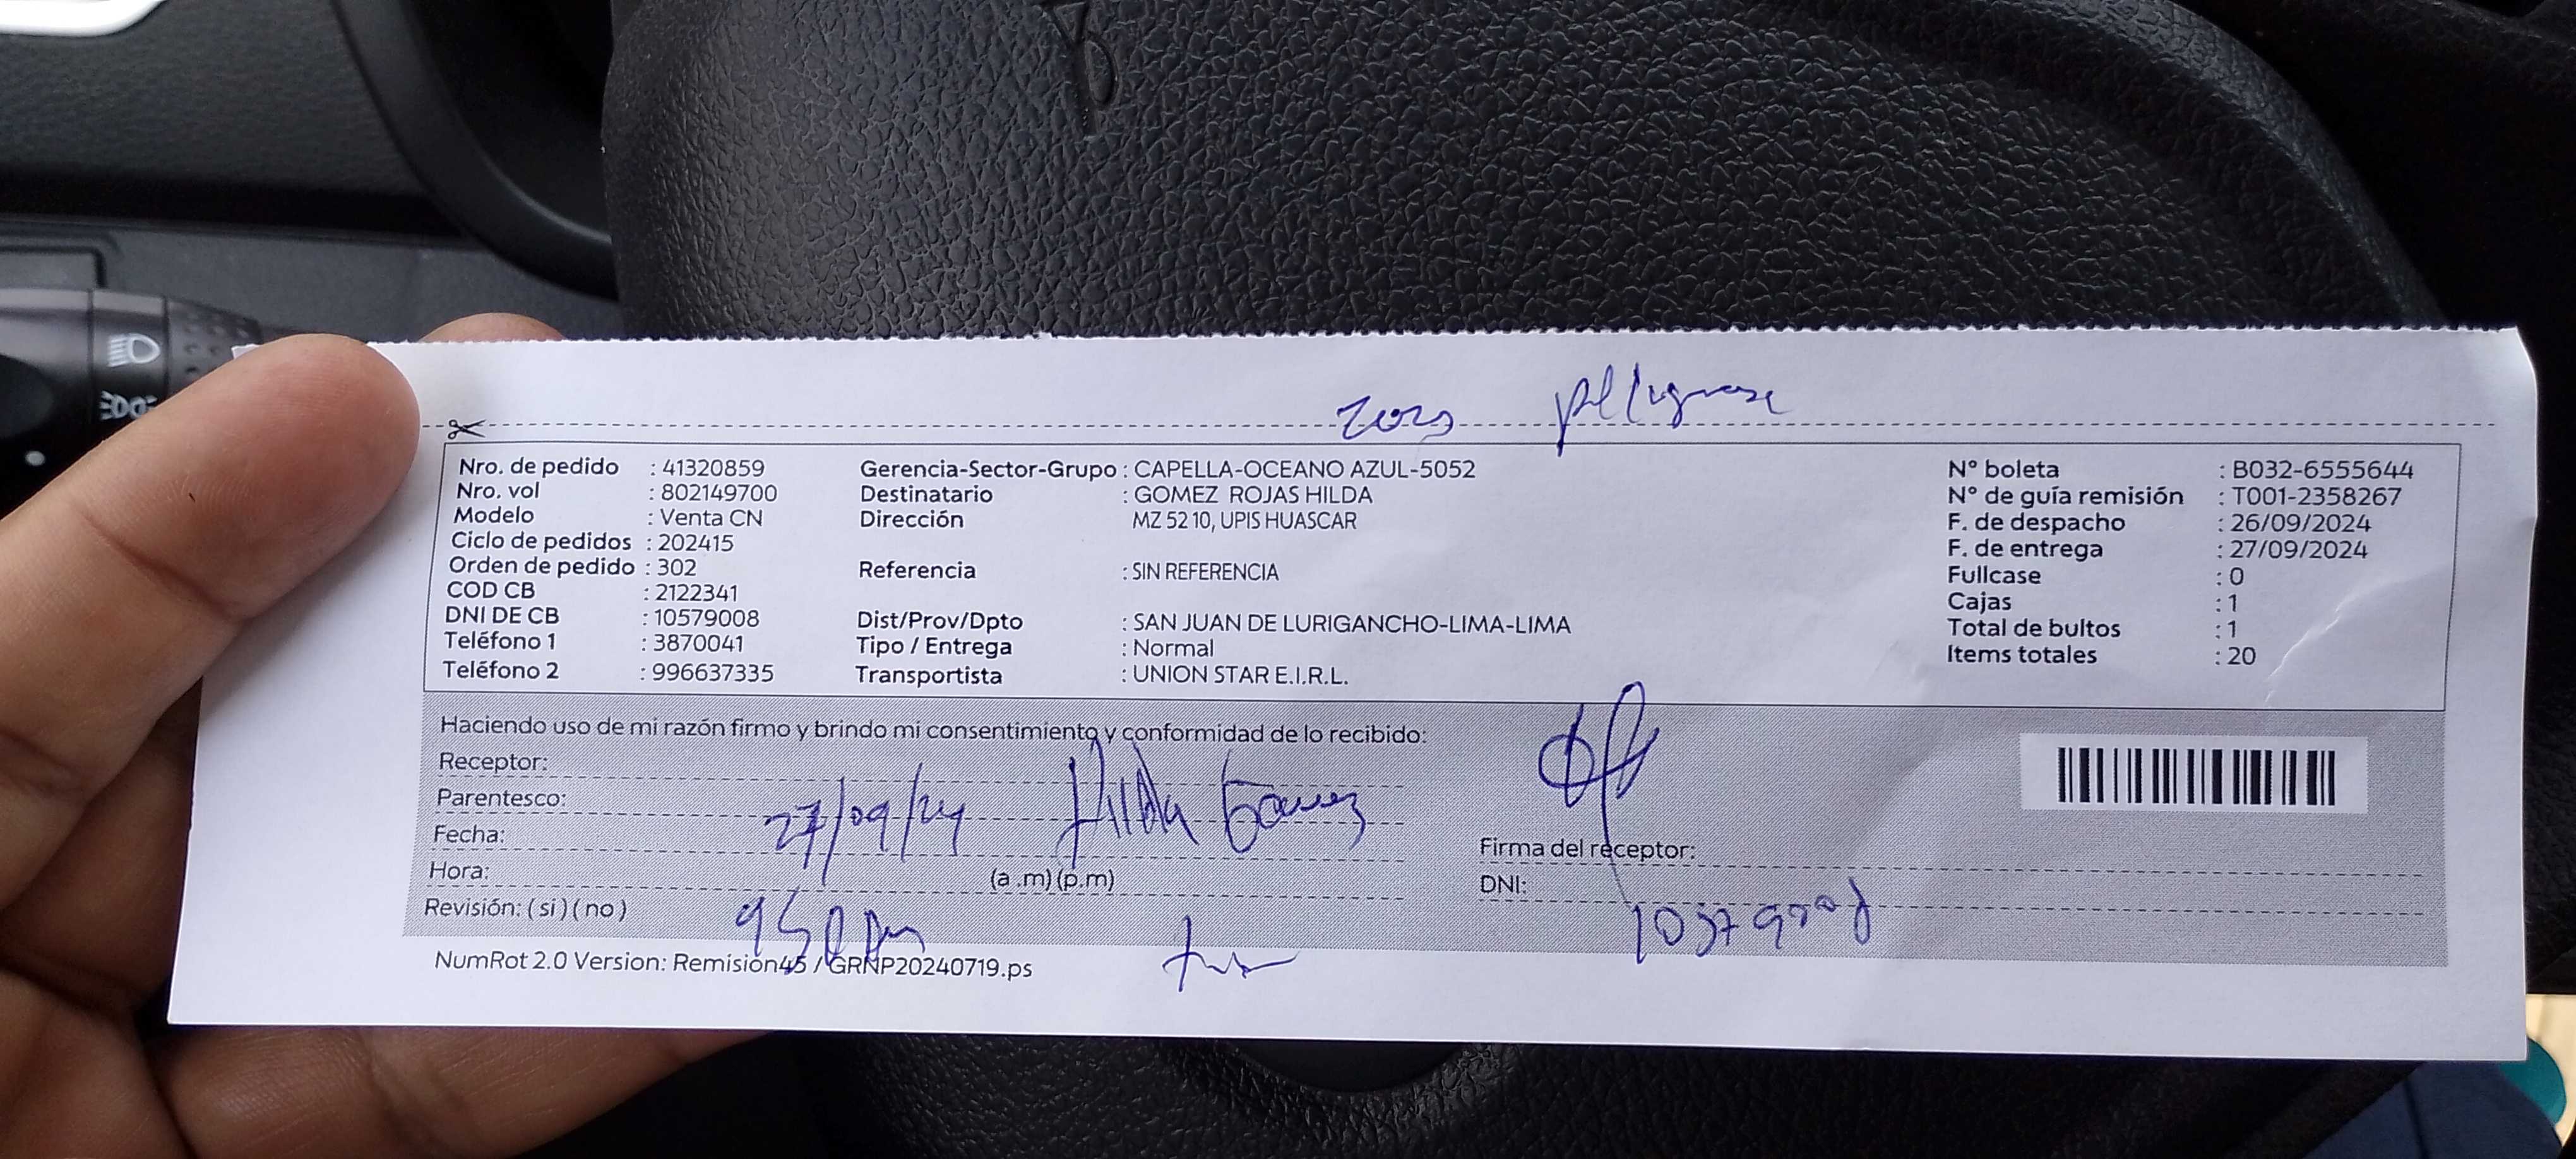 zona peligrosa
Nro. de pedido : 41320859
Nro. vol : 802149700
Modelo : Venta CN
Ciclo de pedidos : 202415
Orden de pedido : 302
COD CB : 2122341
DNI DE CB : 10579008
Teléfono 1 : 3870041
Teléfono 2 : 996637335
Gerencia-Sector-Grupo : CAPELLA-OCEANO AZUL-5052
Destinatario : GOMEZ ROJAS HILDA
Dirección MZ 52 10, UPIS HUASCAR
Referencia : SIN REFERENCIA
Dist/Prov/Dpto : SAN JUAN DE LURIGANCHO-LIMA-LIMA
Tipo / Entrega : Normal
Transportista : UNION STAR E.I.R.L.
N° boleta : B032-6555644
N° de guía remisión : T001-2358267
F. de despacho : 26/09/2024
F. de entrega : 27/09/2024
Fullcase : 0
Cajas : 1
Total de bultos : 1
Items totales : 20
Haciendo uso de mi razón firmo y brindo mi consentimiento y conformidad de lo recibido:
Receptor:
Parentesco:
27/09/24 Hilda Gomez
Fecha:
Hora: (a .m) (p.m)
Revisión: ( si ) ( no )
Firma del receptor:
DNI:
NumRot 2.0 Version: Remision45 / GRNP20240719.ps